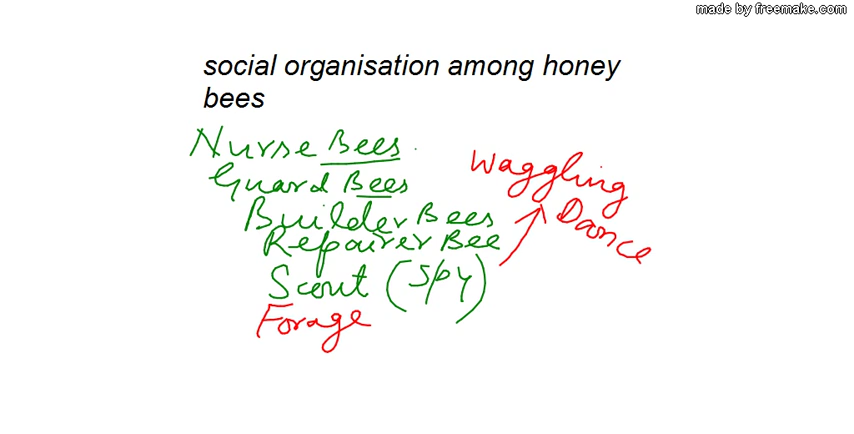 made by freemake.com
social organisation among honey
bees
Nurse Bees
Guard Bees
Builder Bees
Repairer Bee
Scout (Spy)
Forage
Waggling
Dance